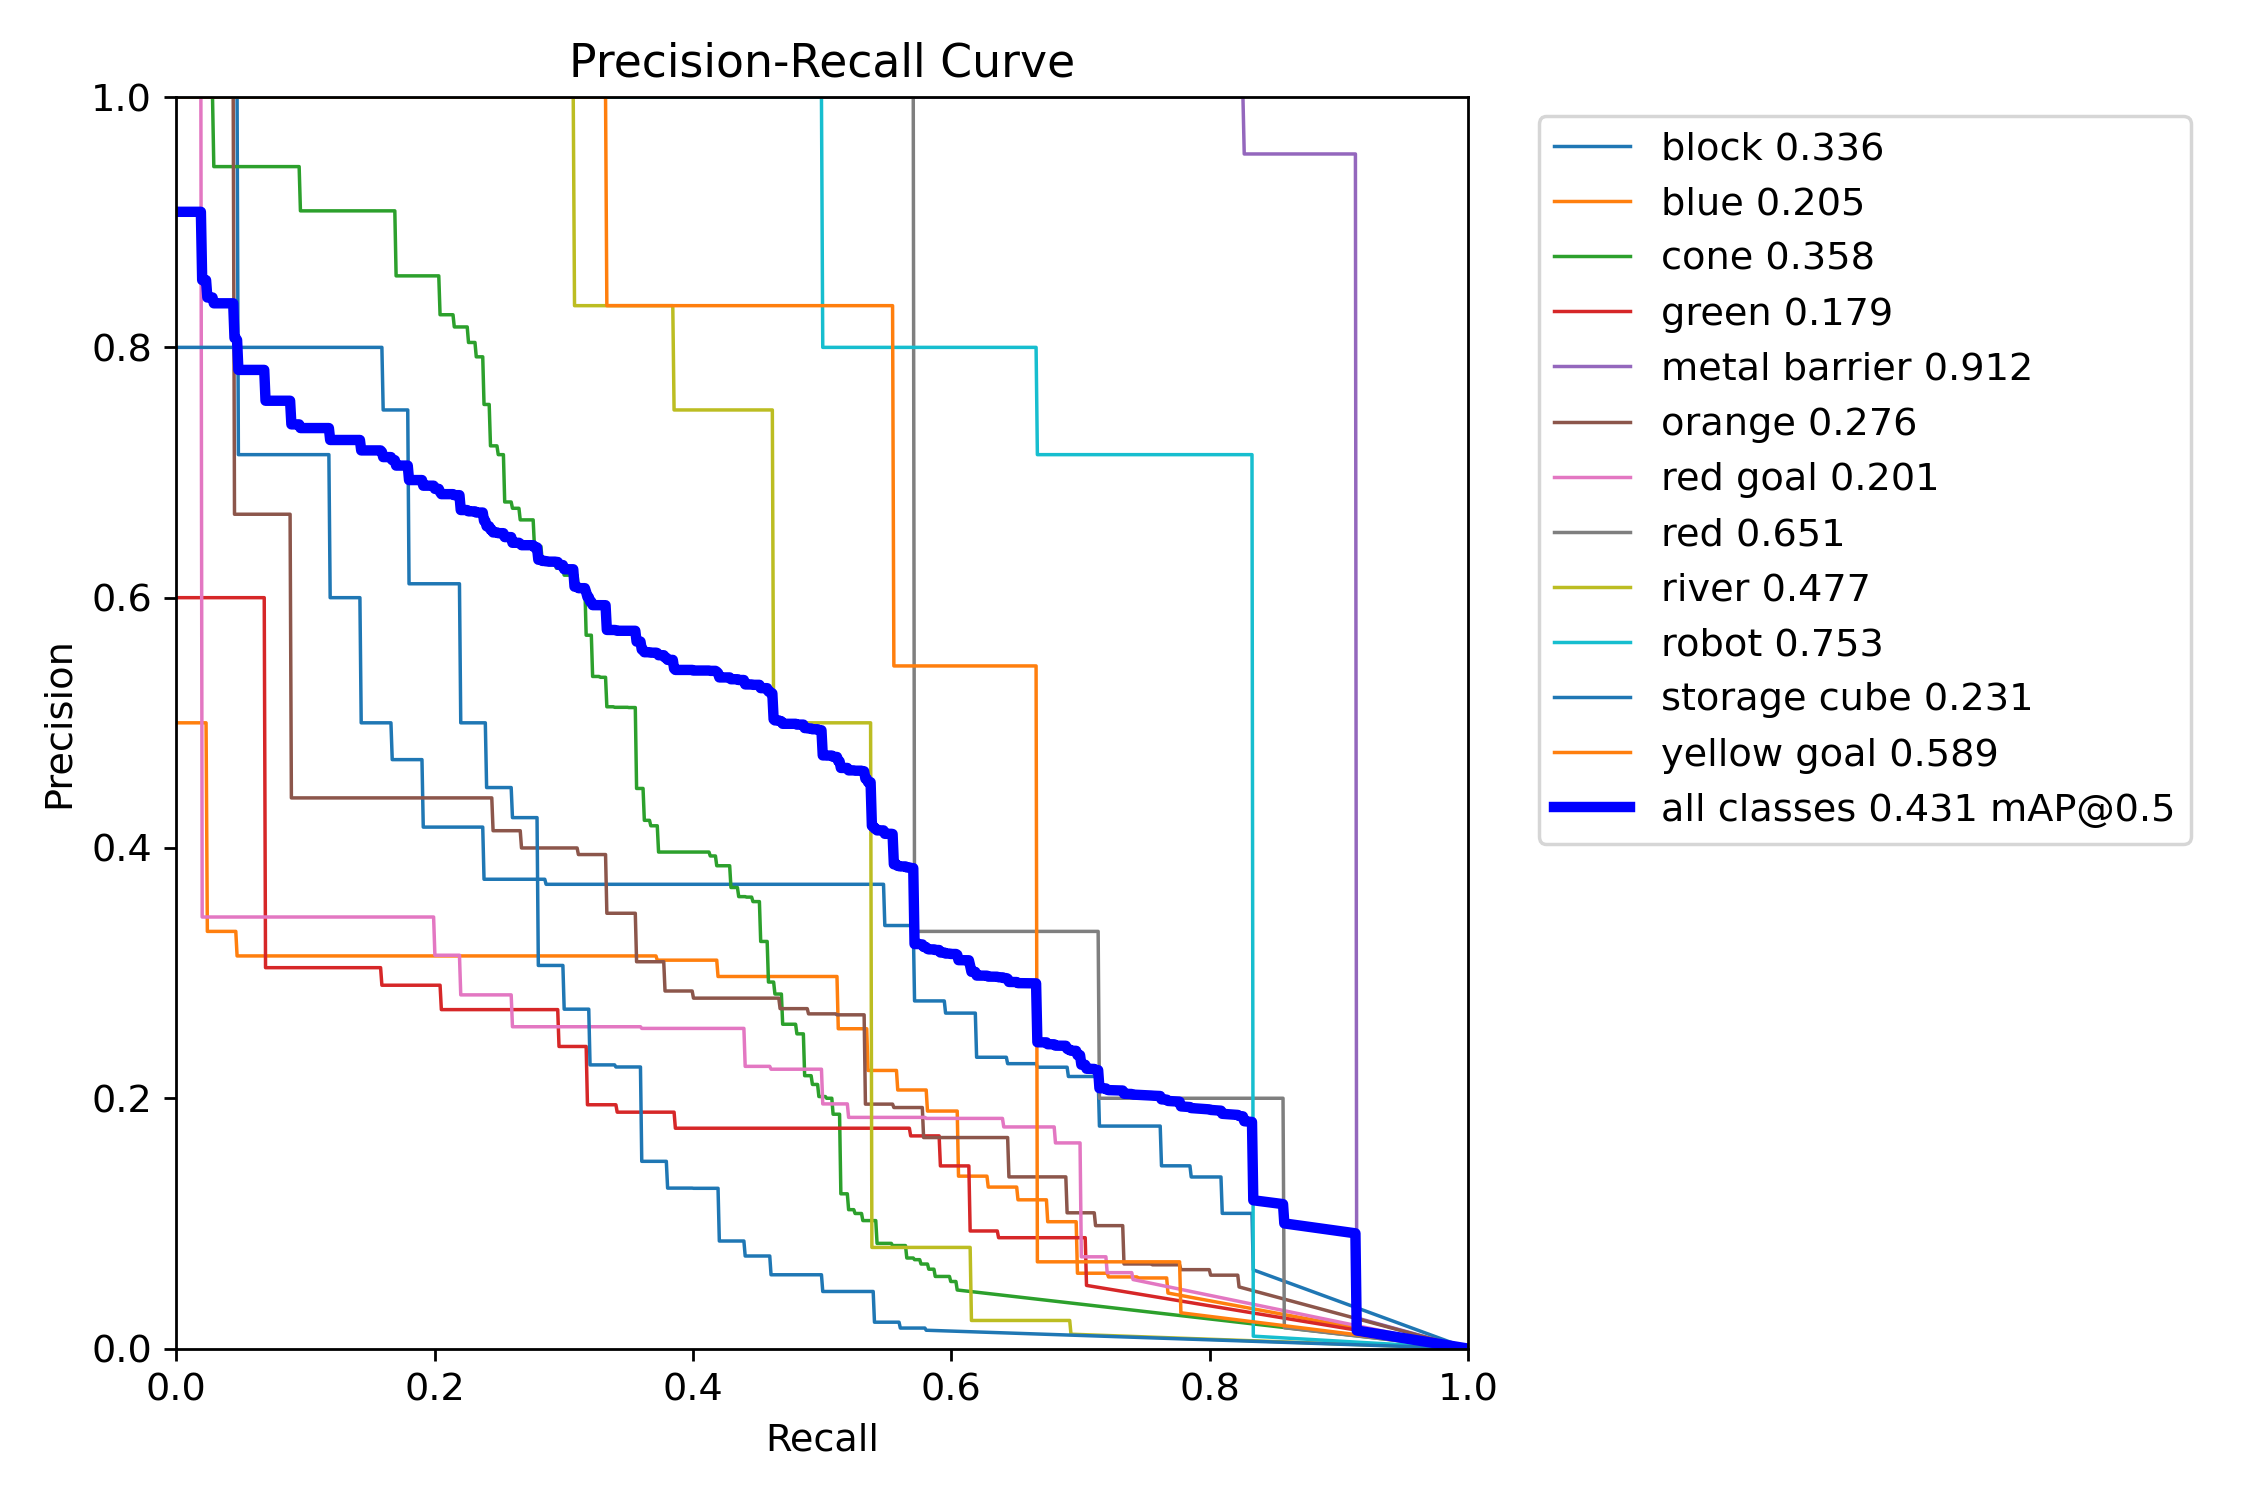 Precision-Recall Curve
1.0
0.8
0.6
0.4
0.2
0.0
Precision
0.0 0.2 0.4 0.6 0.8 1.0
Recall
block 0.336
blue 0.205
cone 0.358
green 0.179
metal barrier 0.912
orange 0.276
red goal 0.201
red 0.651
river 0.477
robot 0.753
storage cube 0.231
yellow goal 0.589
all classes 0.431 mAP@0.5